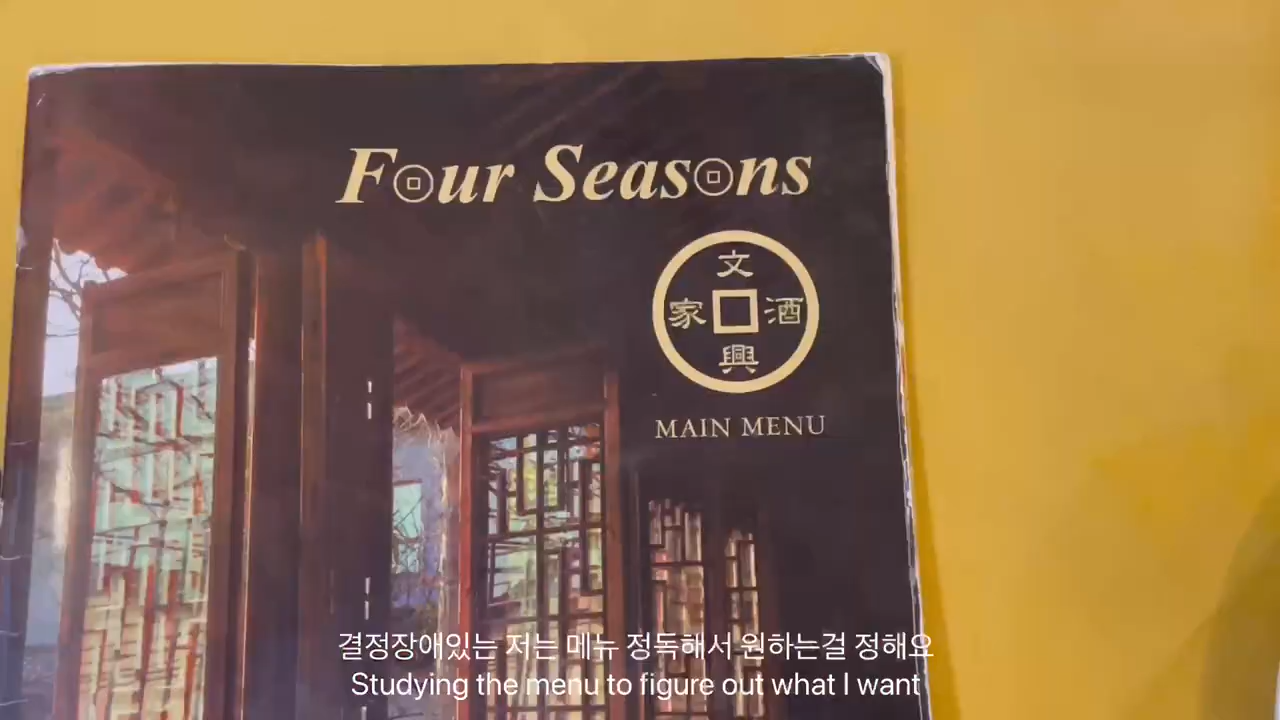 Four Seasons
文
家 酒
興
MAIN MENU
결정장애있는 저는 메뉴 정독해서 원하는걸 정해요
Studying the menu to figure out what I want